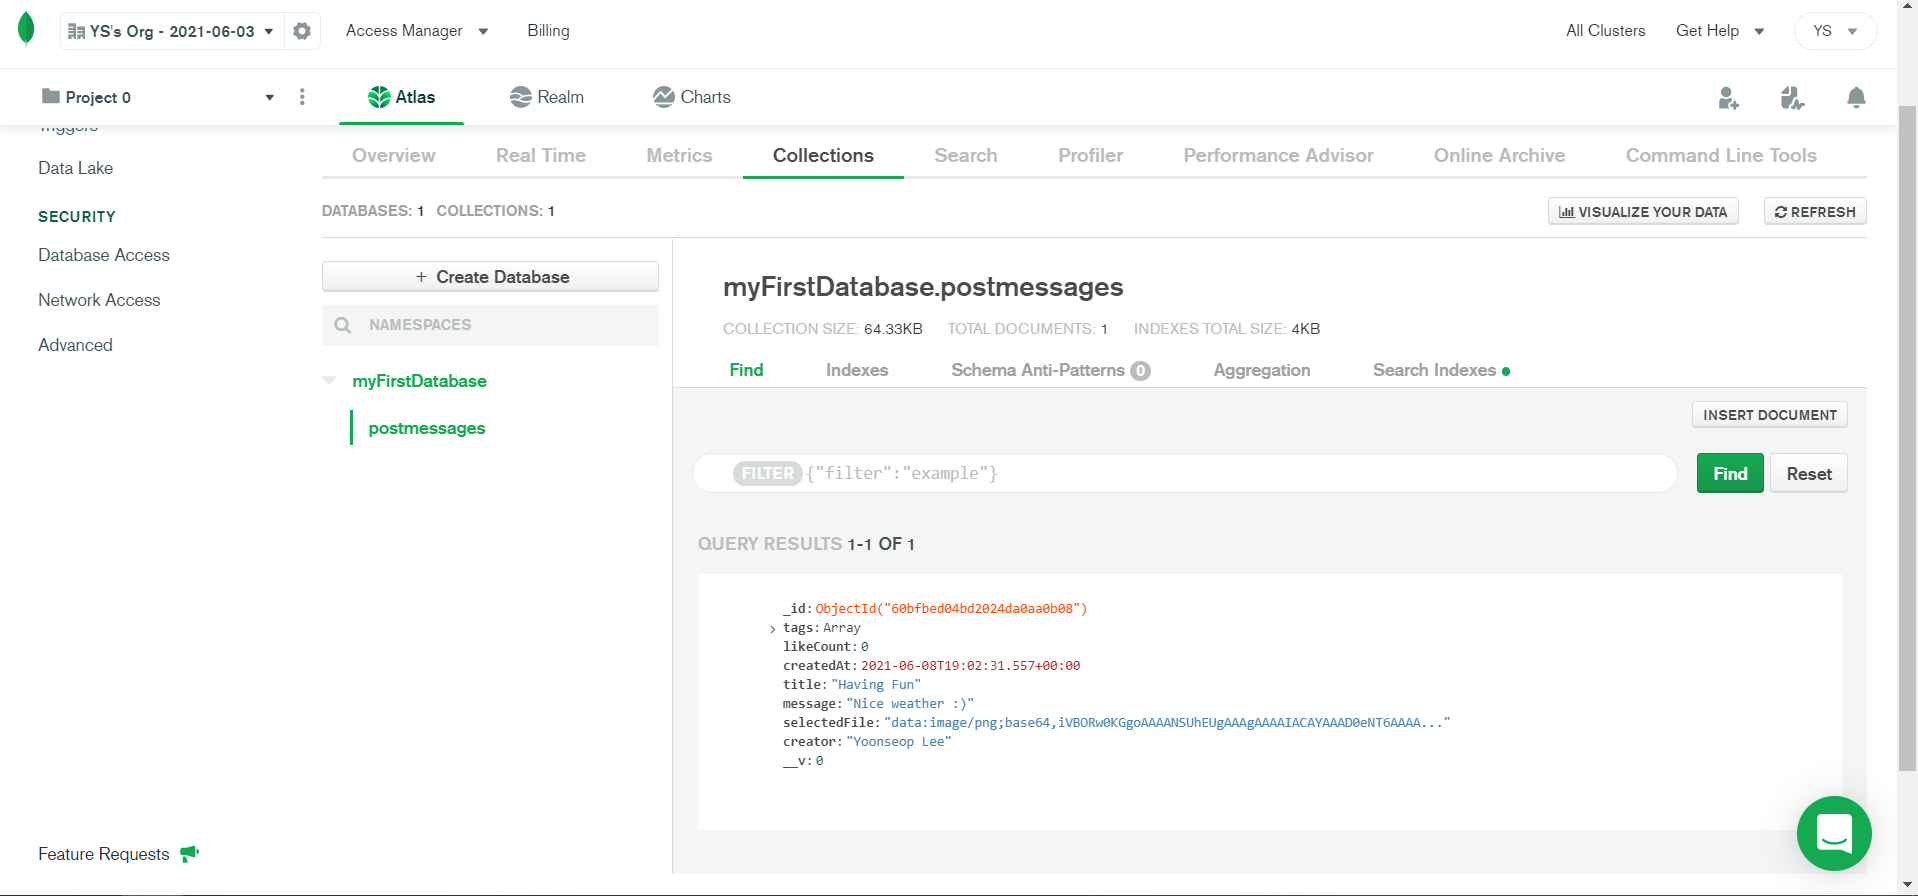 YS's Org - 2021-06-03 Access Manager Billing All Clusters Get Help YS
Project 0 Atlas Realm Charts
Triggers
Overview Real Time Metrics Collections Search Profiler Performance Advisor Online Archive Command Line Tools
Data Lake
SECURITY
Database Access
Network Access
Advanced
Feature Requests
DATABASES: 1 COLLECTIONS: 1
VISUALIZE YOUR DATA REFRESH
+ Create Database
NAMESPACES
myFirstDatabase
postmessages
myFirstDatabase.postmessages
COLLECTION SIZE: 64.33KB TOTAL DOCUMENTS: 1 INDEXES TOTAL SIZE: 4KB
Find Indexes Schema Anti-Patterns 0 Aggregation Search Indexes
INSERT DOCUMENT
FILTER {"filter":"example"} Find Reset
QUERY RESULTS 1-1 OF 1
_id: ObjectId("60bfbed04bd2024da0aa0b08")
tags: Array
likeCount: 0
createdAt: 2021-06-08T19:02:31.557+00:00
title: "Having Fun"
message: "Nice weather :)"
selectedFile: "data:image/png;base64,iVBORw0KGgoAAAANSUhEUgAAAgAAAAIACAYAAAD0eNT6AAAA..."
creator: "Yoonseop Lee"
__v: 0